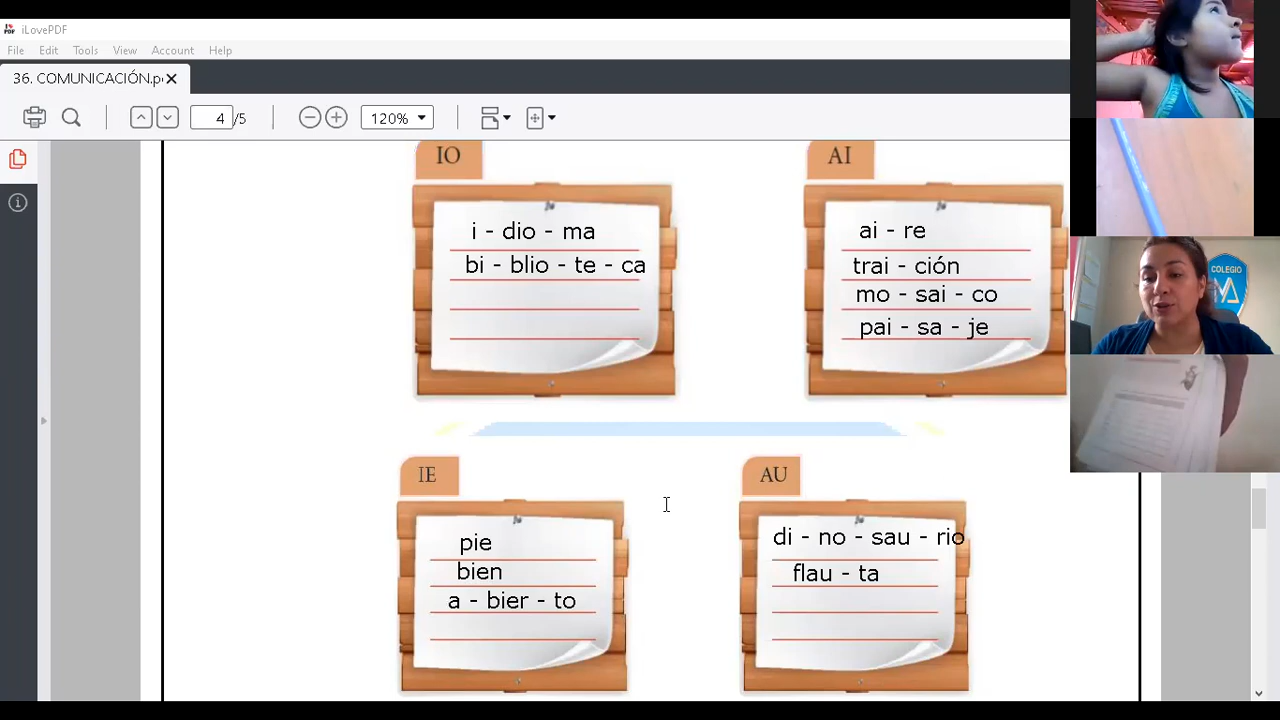 iLovePDF
File Edit Tools View Account Help
36. COMUNICACIÓN.p
4 /5 120%
IO
i - dio - ma
bi - blio - te - ca
AI
ai - re
trai - ción
mo - sai - co
pai - sa - je
IE
pie
bien
a - bier - to
AU
di - no - sau - rio
flau - ta
COLEGIO